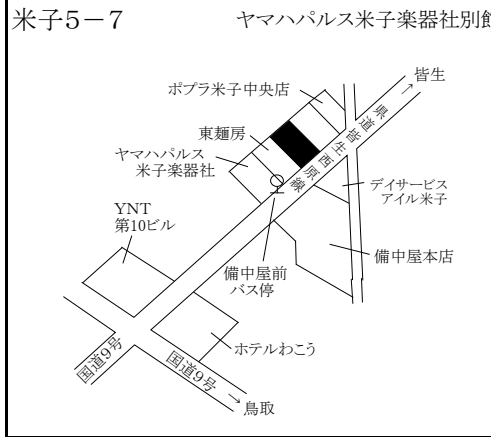 米子5－7
ヤマハパルス米子楽器社別館
皆生
ポプラ米子中央店
県道皆生西原線
東麺房
ヤマハパルス
米子楽器社
デイサービス
アイル米子
YNT
第10ビル
備中屋本店
備中屋前
バス停
ホテルわこう
国道9号
国道9号
鳥取